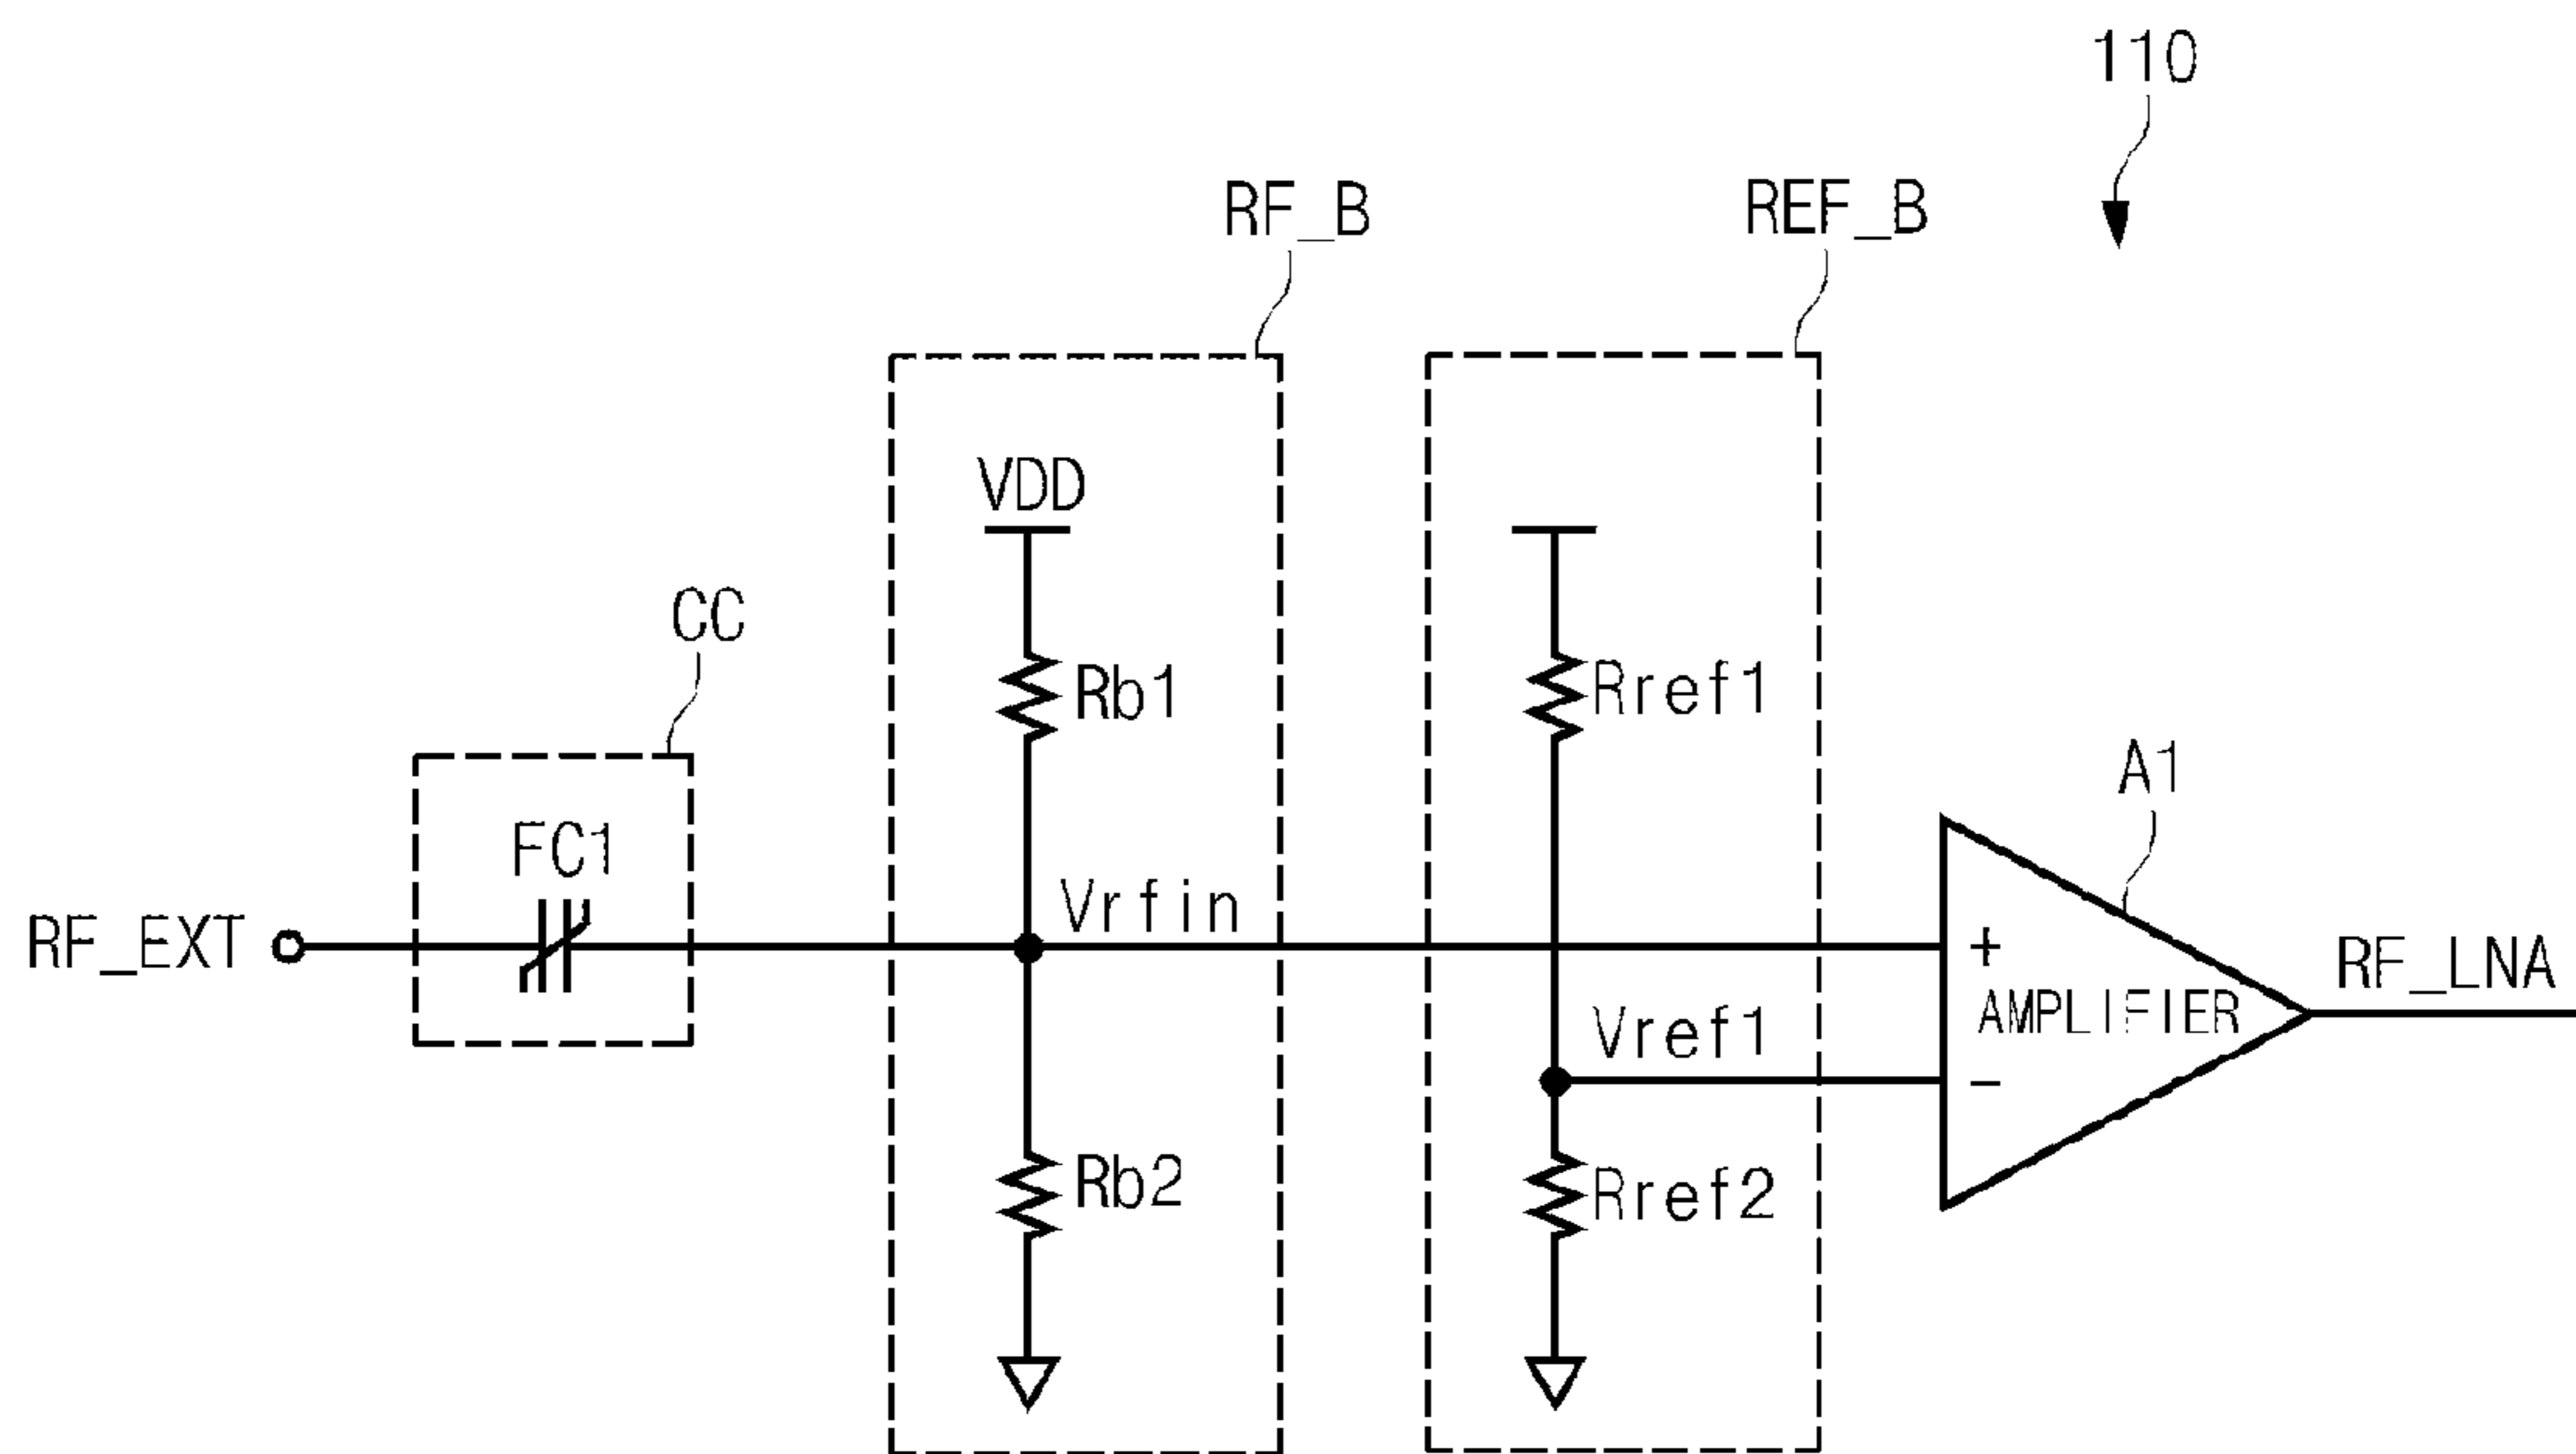 110
RF_B
REF_B
VDD
CC
Rb1
Rref1
A1
FC1
Vrfin
RF_EXT
+
RF_LNA
AMPLIFIER
Vref1
−
Rb2
Rref2